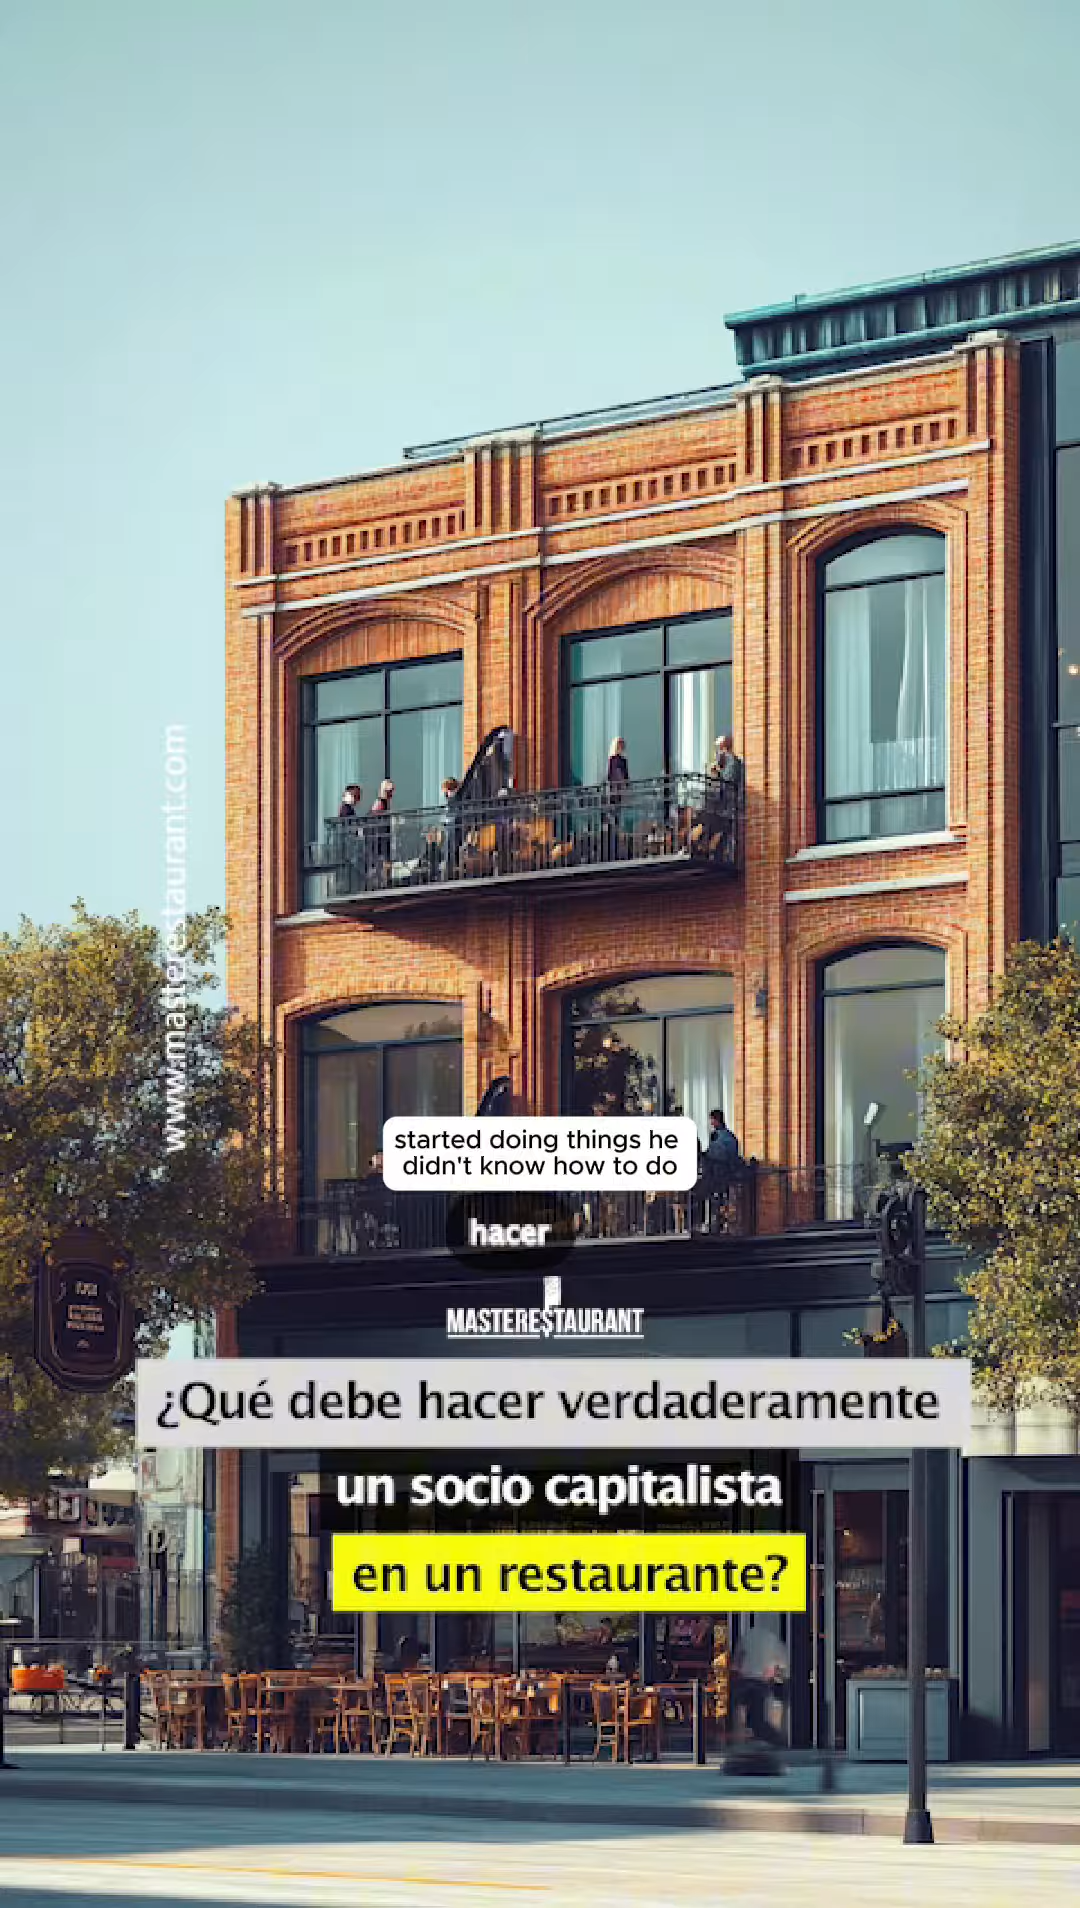 www.masterestaurant.com
started doing things he
didn't know how to do
hacer
MASTERESTAURANT
¿Qué debe hacer verdaderamente
un socio capitalista
en un restaurante?